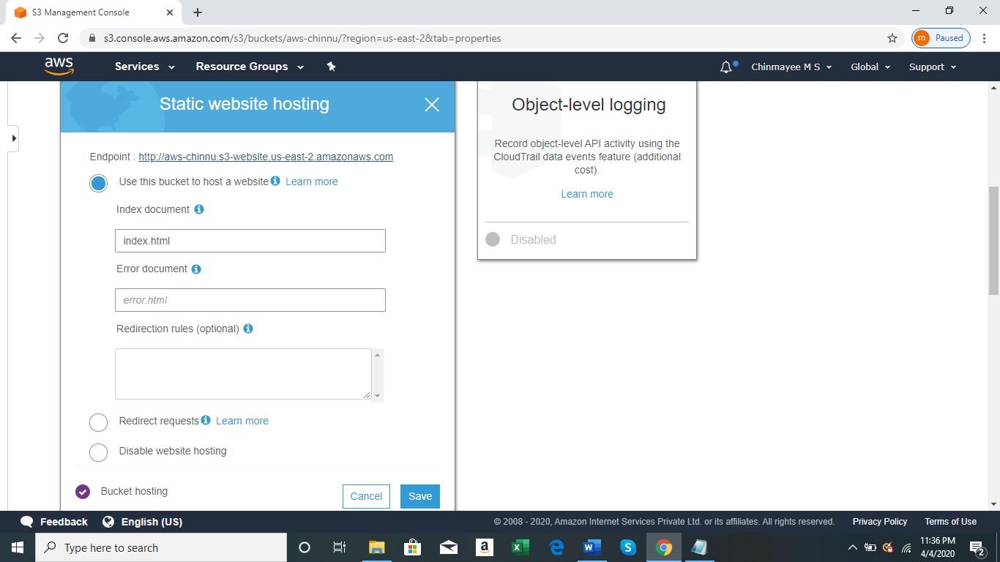 S3 Management Console
s3.console.aws.amazon.com/s3/buckets/aws-chinnu/?region=us-east-2&tab=properties
m Paused
aws
Services
Resource Groups
Chinmayee M S
Global
Support
Static website hosting
Endpoint : http://aws-chinnu.s3-website.us-east-2.amazonaws.com
Use this bucket to host a website Learn more
Index document
index.html
Error document
error.html
Redirection rules (optional)
Redirect requests Learn more
Disable website hosting
Bucket hosting
Cancel
Save
Object-level logging
Record object-level API activity using the
CloudTrail data events feature (additional
cost).
Learn more
Disabled
Feedback
English (US)
© 2008 - 2020, Amazon Internet Services Private Ltd. or its affiliates. All rights reserved.
Privacy Policy
Terms of Use
Type here to search
11:36 PM
4/4/2020
2